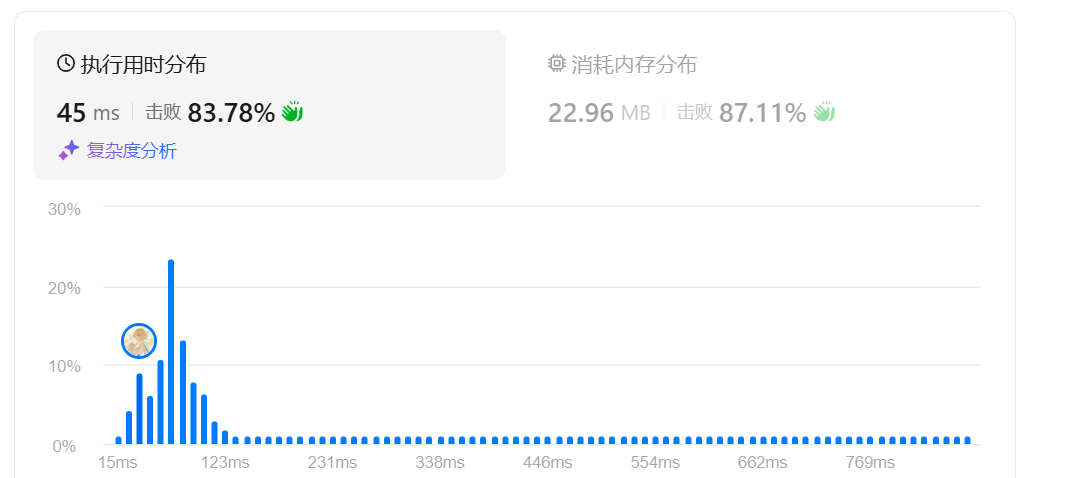 执行用时分布
45 ms 击败 83.78%
复杂度分析
消耗内存分布
22.96 MB 击败 87.11%
30%
20%
10%
0%
15ms 123ms 231ms 338ms 446ms 554ms 662ms 769ms